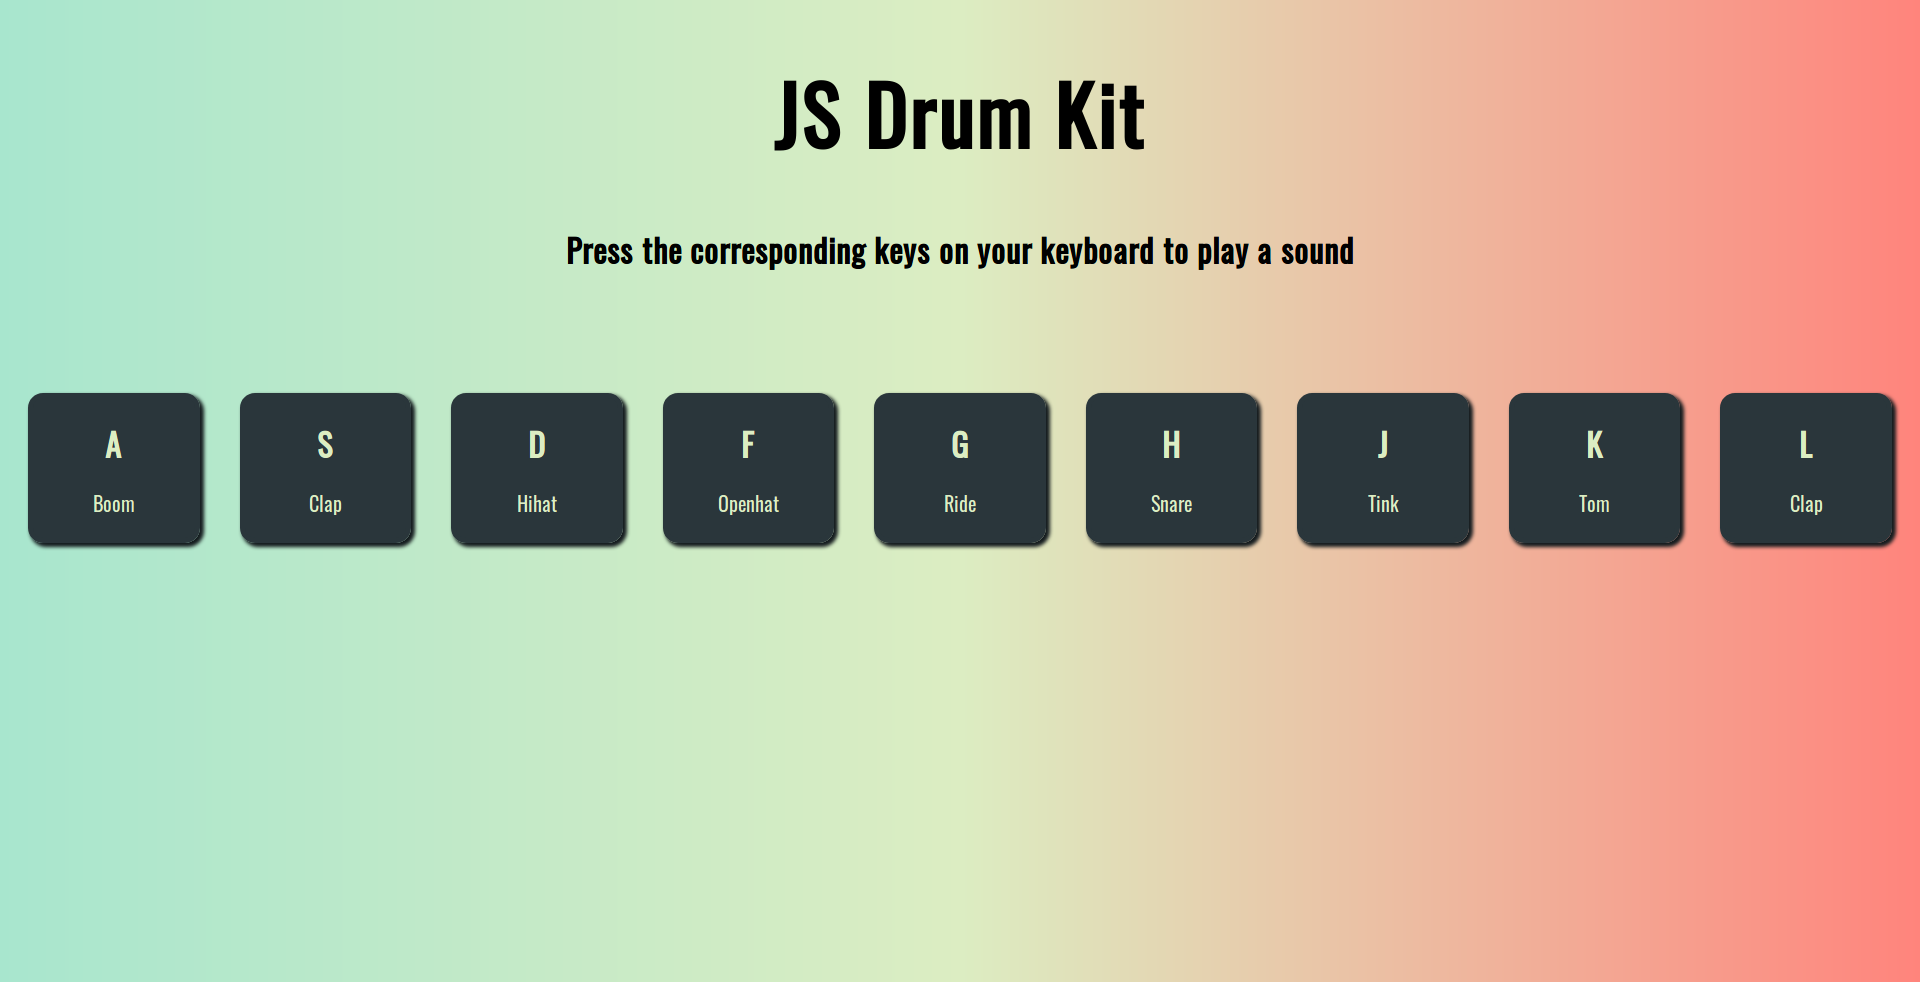 JS Drum Kit
Press the corresponding keys on your keyboard to play a sound
A S D F G H J K L
Boom Clap Hihat Openhat Ride Snare Tink Tom Clap